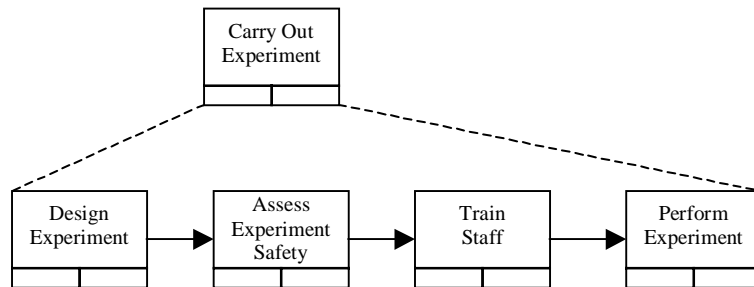 Carry Out
Experiment
Design
Experiment
Assess
Experiment
Safety
Train
Staff
Perform
Experiment